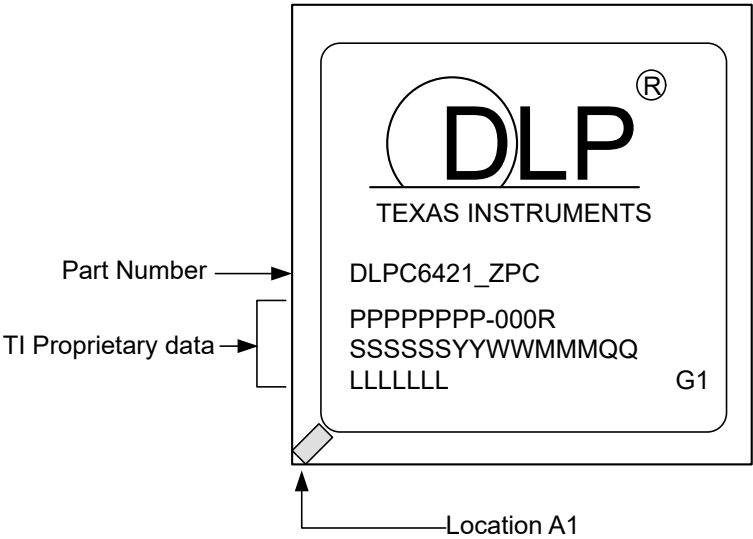 DLP®
TEXAS INSTRUMENTS
Part Number
DLPC6421_ZPC
TI Proprietary data
PPPPPPPP-000R
SSSSSSYYWWMMMQQ
LLLLLLL
G1
Location A1